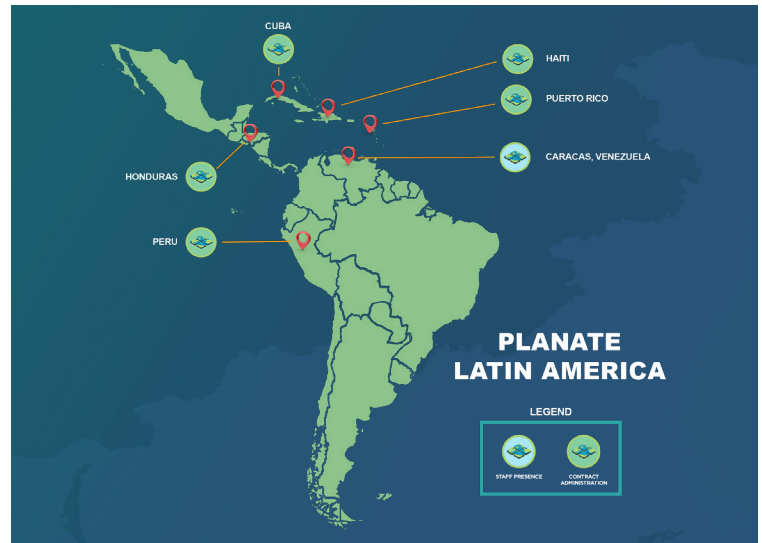 CUBA
HAITI
PUERTO RICO
CARACAS, VENEZUELA
HONDURAS
PERU
PLANATE
LATIN AMERICA
LEGEND
STAFF PRESENCE
CONTRACT
ADMINISTRATION